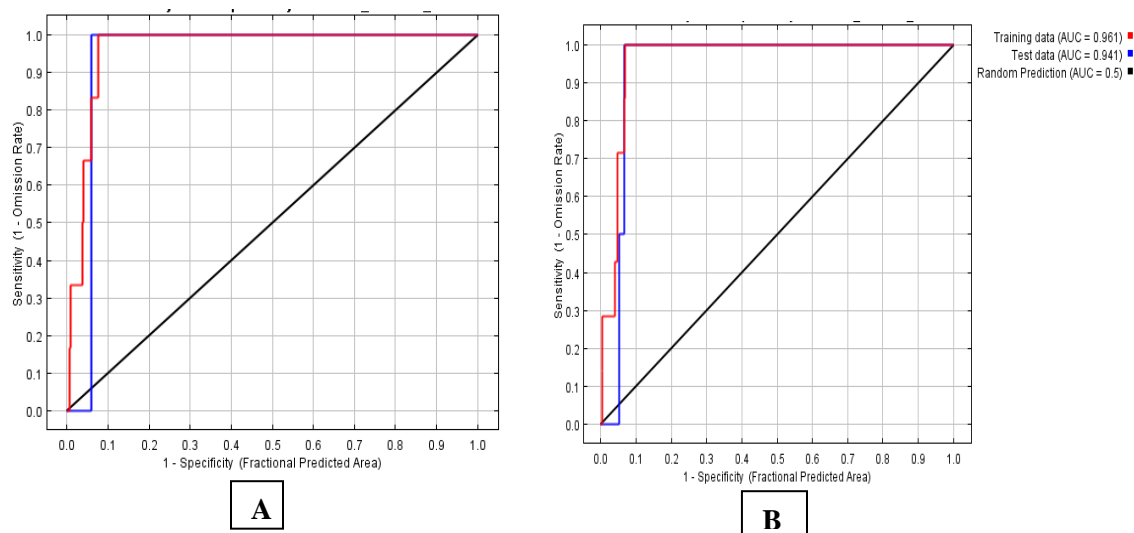 1.0
0.9
0.8
0.7
0.6
0.5
0.4
0.3
0.2
0.1
0.0
Sensitivity (1 - Omission Rate)
0.0 0.1 0.2 0.3 0.4 0.5 0.6 0.7 0.8 0.9 1.0
1 - Specificity (Fractional Predicted Area)
A
1.0
0.9
0.8
0.7
0.6
0.5
0.4
0.3
0.2
0.1
0.0
Sensitivity (1 - Omission Rate)
0.0 0.1 0.2 0.3 0.4 0.5 0.6 0.7 0.8 0.9 1.0
1 - Specificity (Fractional Predicted Area)
B
Training data (AUC = 0.961)
Test data (AUC = 0.941)
Random Prediction (AUC = 0.5)